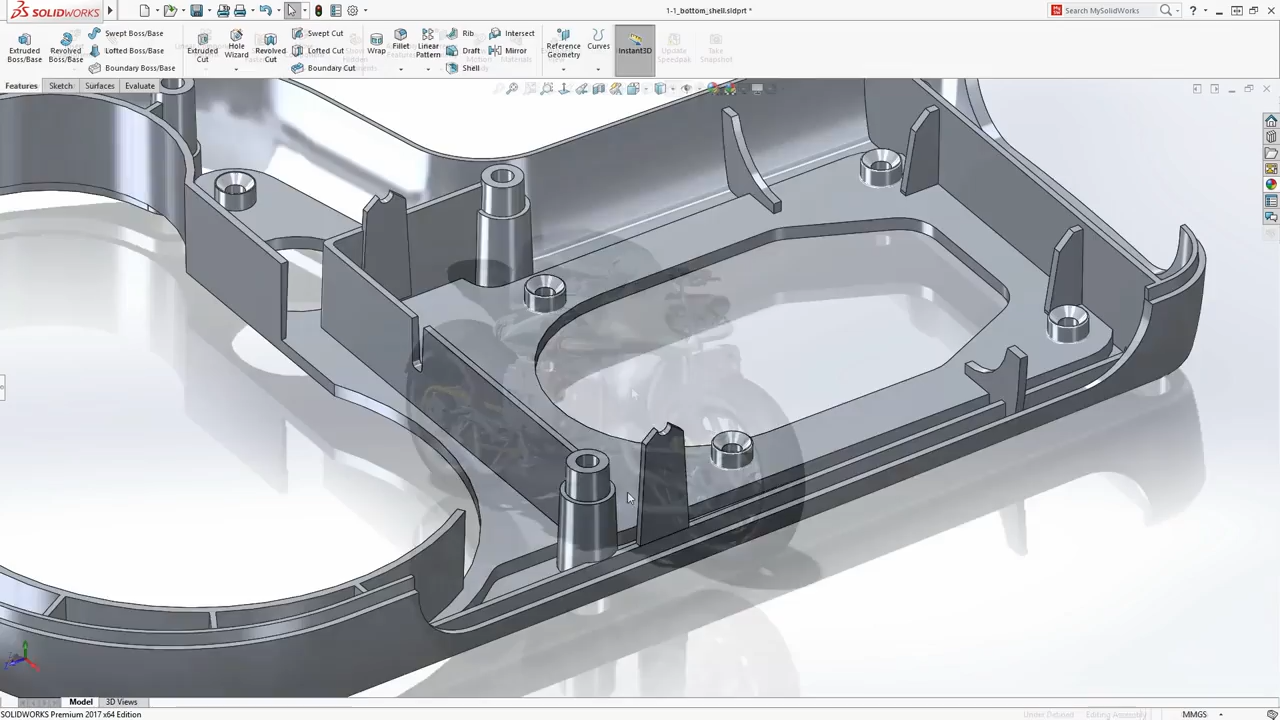 SOLIDWORKS
1-1_bottom_shell.sldprt *
Search MySolidWorks
Extruded Boss/Base
Revolved Boss/Base
Swept Boss/Base
Lofted Boss/Base
Boundary Boss/Base
Extruded Cut
Hole Wizard
Revolved Cut
Swept Cut
Lofted Cut
Boundary Cut
Wrap
Fillet
Linear Pattern
Rib
Draft
Shell
Intersect
Mirror
Reference Geometry
Curves
Instant3D
Update Speedpak
Take Snapshot
Features
Sketch
Surfaces
Evaluate
Model
3D Views
SOLIDWORKS Premium 2017 x64 Edition
Under Defined
Editing Assembly
MMGS